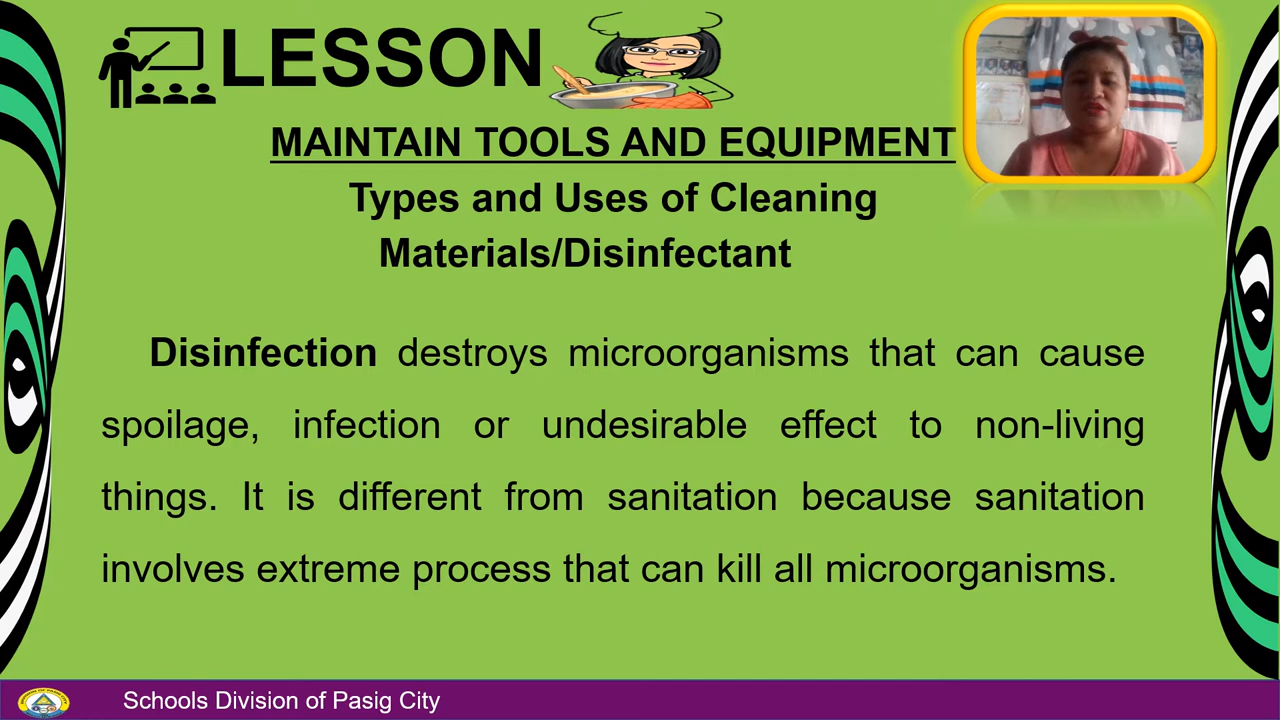 LESSON
MAINTAIN TOOLS AND EQUIPMENT
Types and Uses of Cleaning
Materials/Disinfectant
Disinfection destroys microorganisms that can cause
spoilage, infection or undesirable effect to non-living
things. It is different from sanitation because sanitation
involves extreme process that can kill all microorganisms.
Schools Division of Pasig City